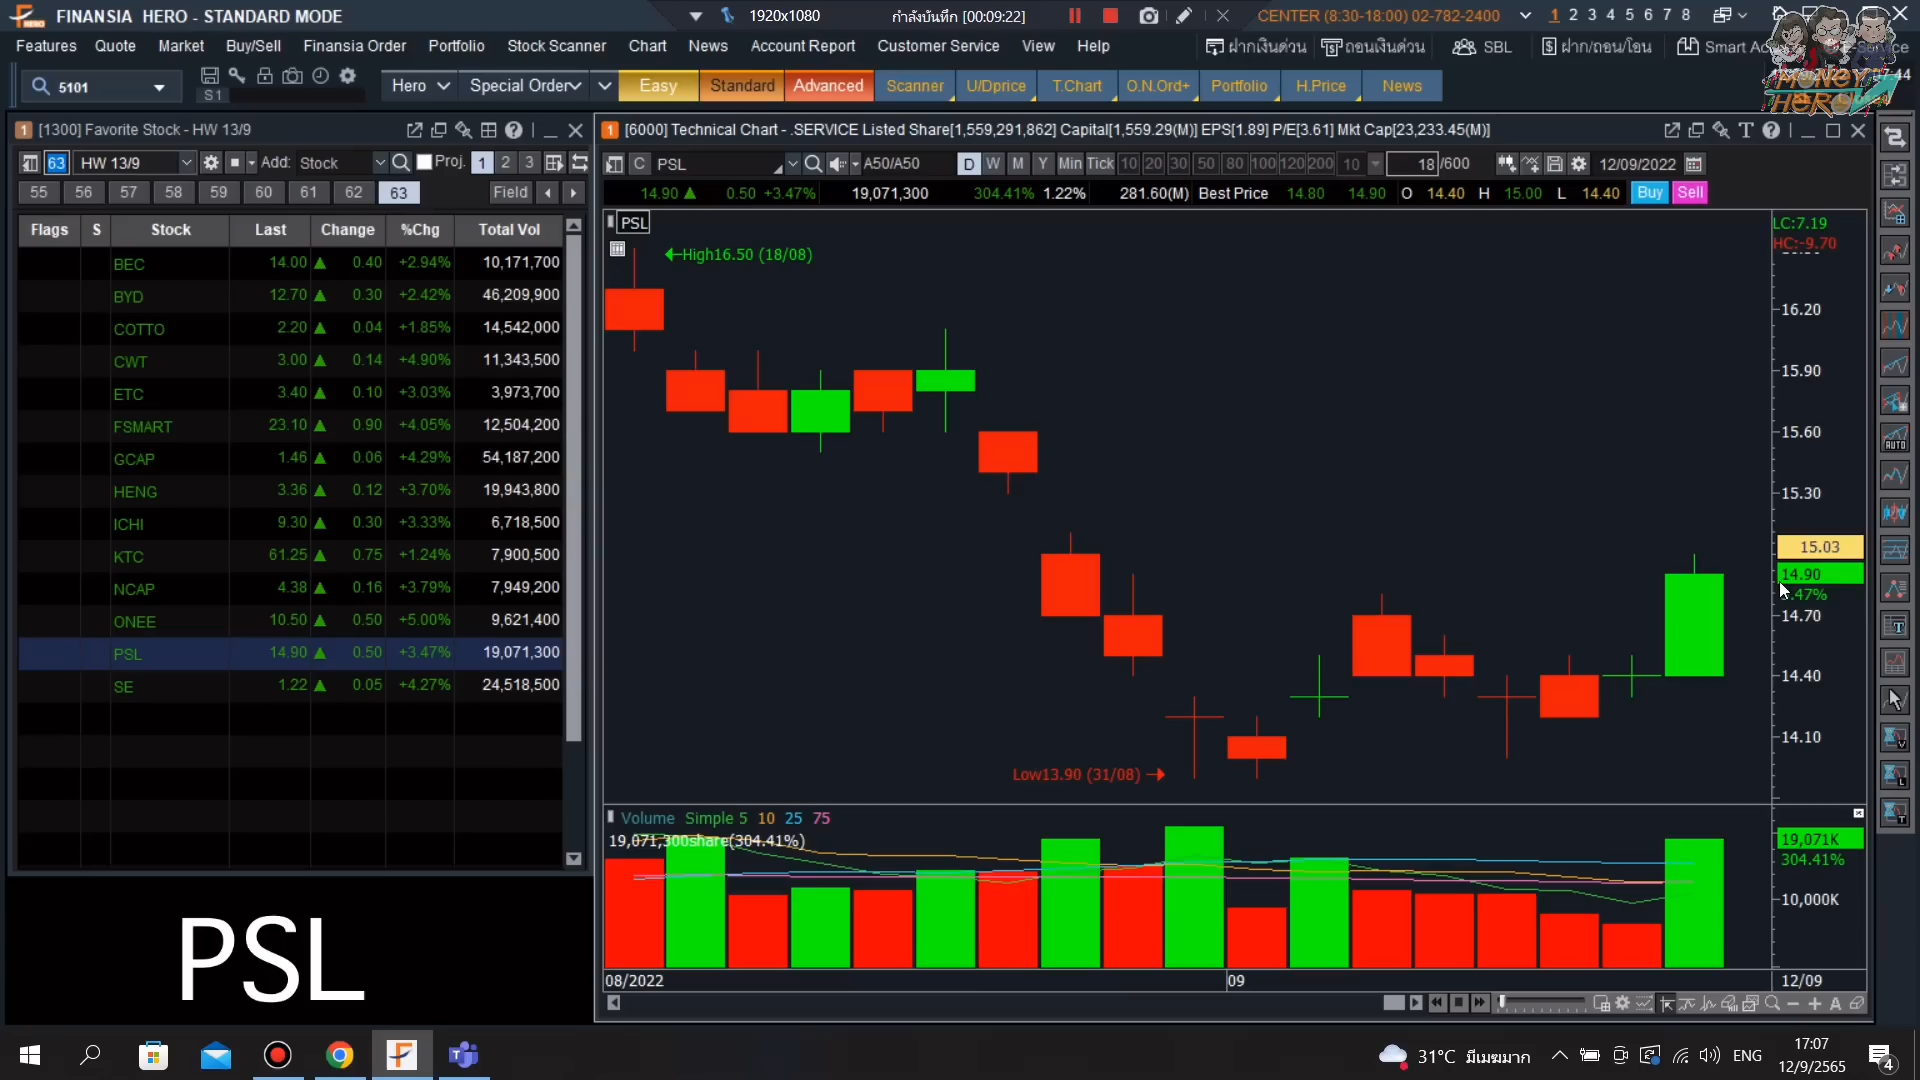 FINANSIA HERO - STANDARD MODE
1920x1080
กำลังบันทึก [00:09:22]
CENTER (8:30-18:00) 02-782-2400
1 2 3 4 5 6 7 8
Features Quote Market Buy/Sell Finansia Order Portfolio Stock Scanner Chart News Account Report Customer Service View Help
ฝากเงินด่วน ถอนเงินด่วน SBL ฝาก/ถอน/โอน
MONEY HERO
5101 S1 Hero Special Order Easy Standard Advanced Scanner U/Dprice T.Chart O.N.Ord+ Portfolio H.Price News
1 [1300] Favorite Stock - HW 13/9
63 HW 13/9 Add: Stock Proj. 1 2 3
55 56 57 58 59 60 61 62 63 Field
Flags S Stock Last Change %Chg Total Vol
BEC 14.00 ▲ 0.40 +2.94% 10,171,700
BYD 12.70 ▲ 0.30 +2.42% 46,209,900
COTTO 2.20 ▲ 0.04 +1.85% 14,542,000
CWT 3.00 ▲ 0.14 +4.90% 11,343,500
ETC 3.40 ▲ 0.10 +3.03% 3,973,700
FSMART 23.10 ▲ 0.90 +4.05% 12,504,200
GCAP 1.46 ▲ 0.06 +4.29% 54,187,200
HENG 3.36 ▲ 0.12 +3.70% 19,943,800
ICHI 9.30 ▲ 0.30 +3.33% 6,718,500
KTC 61.25 ▲ 0.75 +1.24% 7,900,500
NCAP 4.38 ▲ 0.16 +3.79% 7,949,200
ONEE 10.50 ▲ 0.50 +5.00% 9,621,400
PSL 14.90 ▲ 0.50 +3.47% 19,071,300
SE 1.22 ▲ 0.05 +4.27% 24,518,500
PSL
1 [6000] Technical Chart - .SERVICE Listed Share[1,559,291,862] Capital[1,559.29(M)] EPS[1.89] P/E[3.61] Mkt Cap[23,233.45(M)]
C PSL A50/A50 D W M Y Min Tick 10 20 30 50 80 100 120 200 10 18 /600 12/09/2022
14.90 ▲ 0.50 +3.47% 19,071,300 304.41% 1.22% 281.60(M) Best Price 14.80 14.90 O 14.40 H 15.00 L 14.40 Buy Sell
PSL
LC:7.19
HC:-9.70
←High16.50 (18/08)
16.20
15.90
15.60
15.30
15.03
14.90
14.70
14.40
14.10
Low13.90 (31/08) →
Volume Simple 5 10 25 75
19,071,300share(304.41%)
19,071K
304.41%
10,000K
08/2022 09 12/09
AUTO
31°C มีเมฆมาก
ENG
17:07
12/9/2565
4